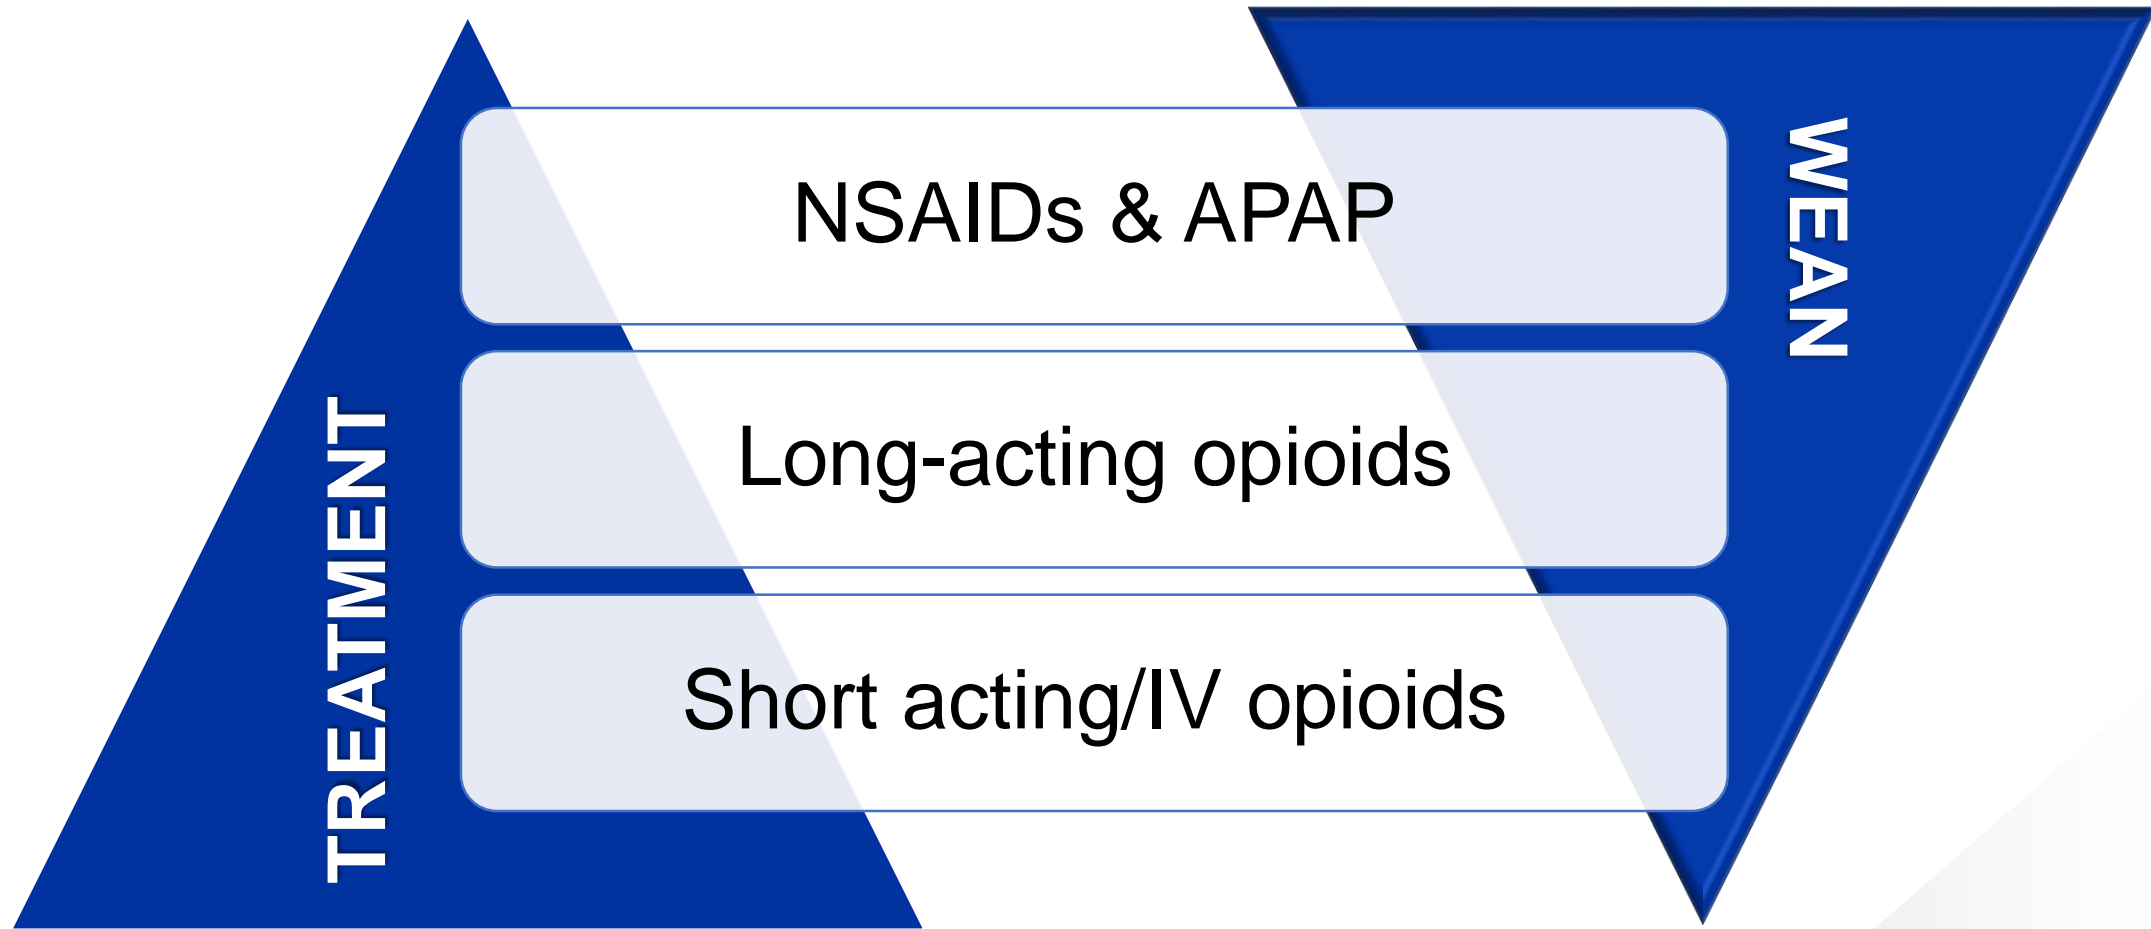 TREATMENT
NSAIDs & APAP
Long-acting opioids
Short acting/IV opioids
WEAN